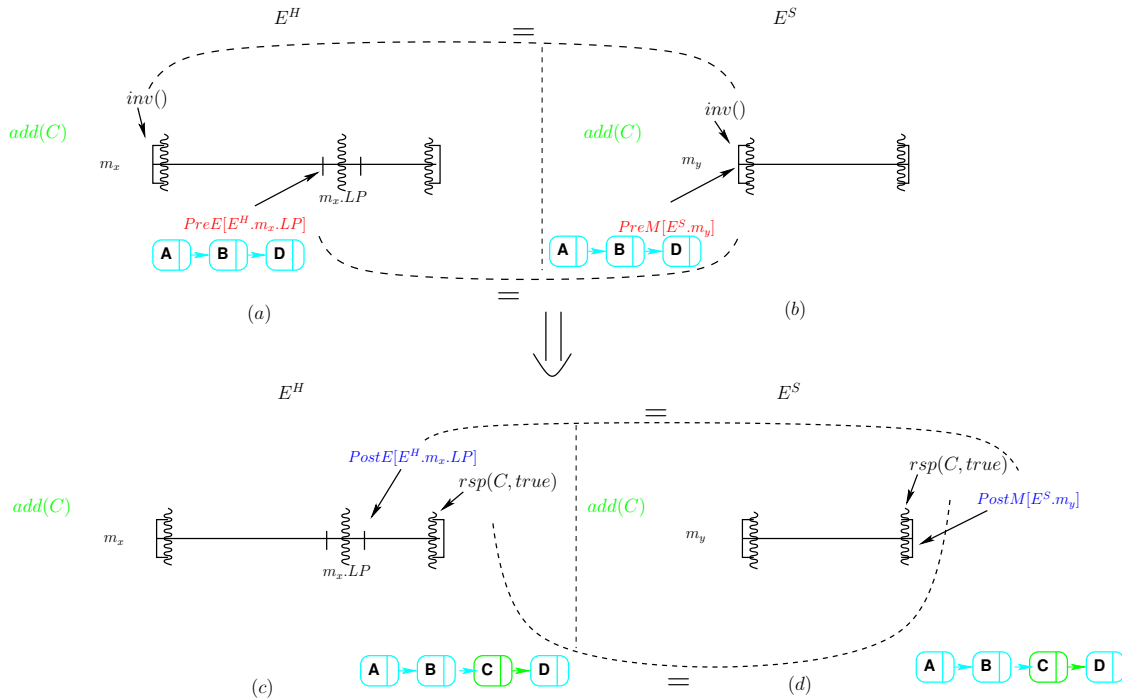 E^H E^S
=
inv() inv()
add(C) add(C)
m_x m_y
m_x.LP
PreE[E^H.m_x.LP] PreM[E^S.m_y]
A B D A B D
=
(a) (b)
E^H E^S
=
PostE[E^H.m_x.LP] rsp(C, true)
rsp(C, true) PostM[E^S.m_y]
add(C) add(C)
m_x m_y
m_x.LP
A B C D A B C D
(c) = (d)